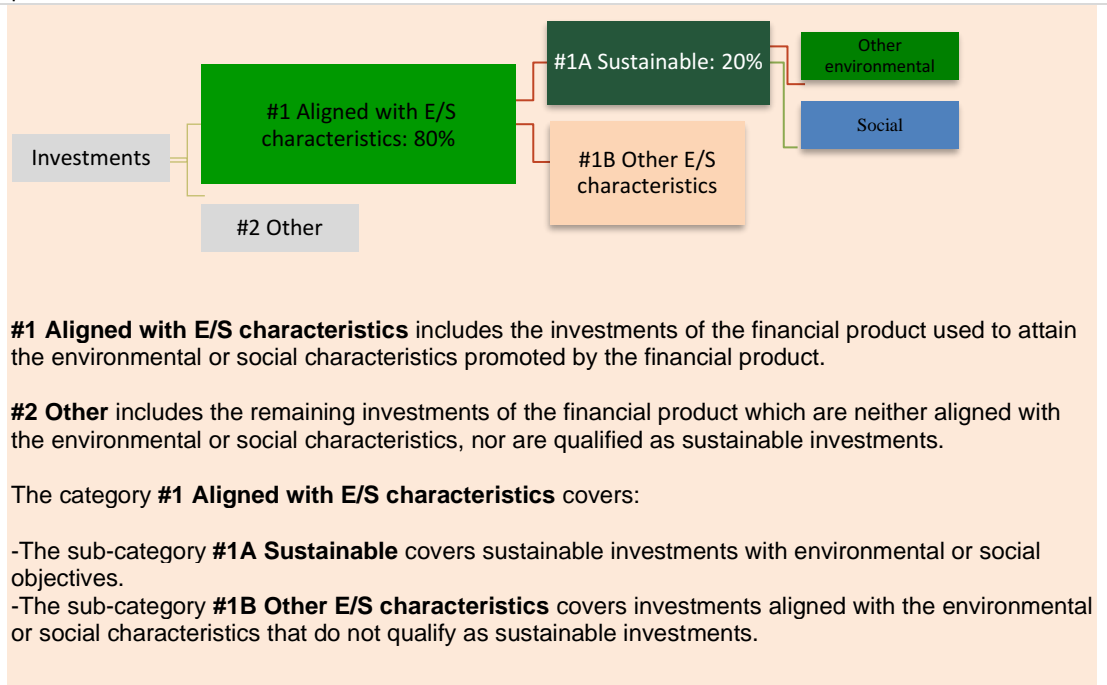 Investments
#1 Aligned with E/S
characteristics: 80%
#2 Other
#1A Sustainable: 20%
#1B Other E/S
characteristics
Other
environmental
Social
#1 Aligned with E/S characteristics includes the investments of the financial product used to attain
the environmental or social characteristics promoted by the financial product.
#2 Other includes the remaining investments of the financial product which are neither aligned with
the environmental or social characteristics, nor are qualified as sustainable investments.
The category #1 Aligned with E/S characteristics covers:
-The sub-category #1A Sustainable covers sustainable investments with environmental or social
objectives.
-The sub-category #1B Other E/S characteristics covers investments aligned with the environmental
or social characteristics that do not qualify as sustainable investments.